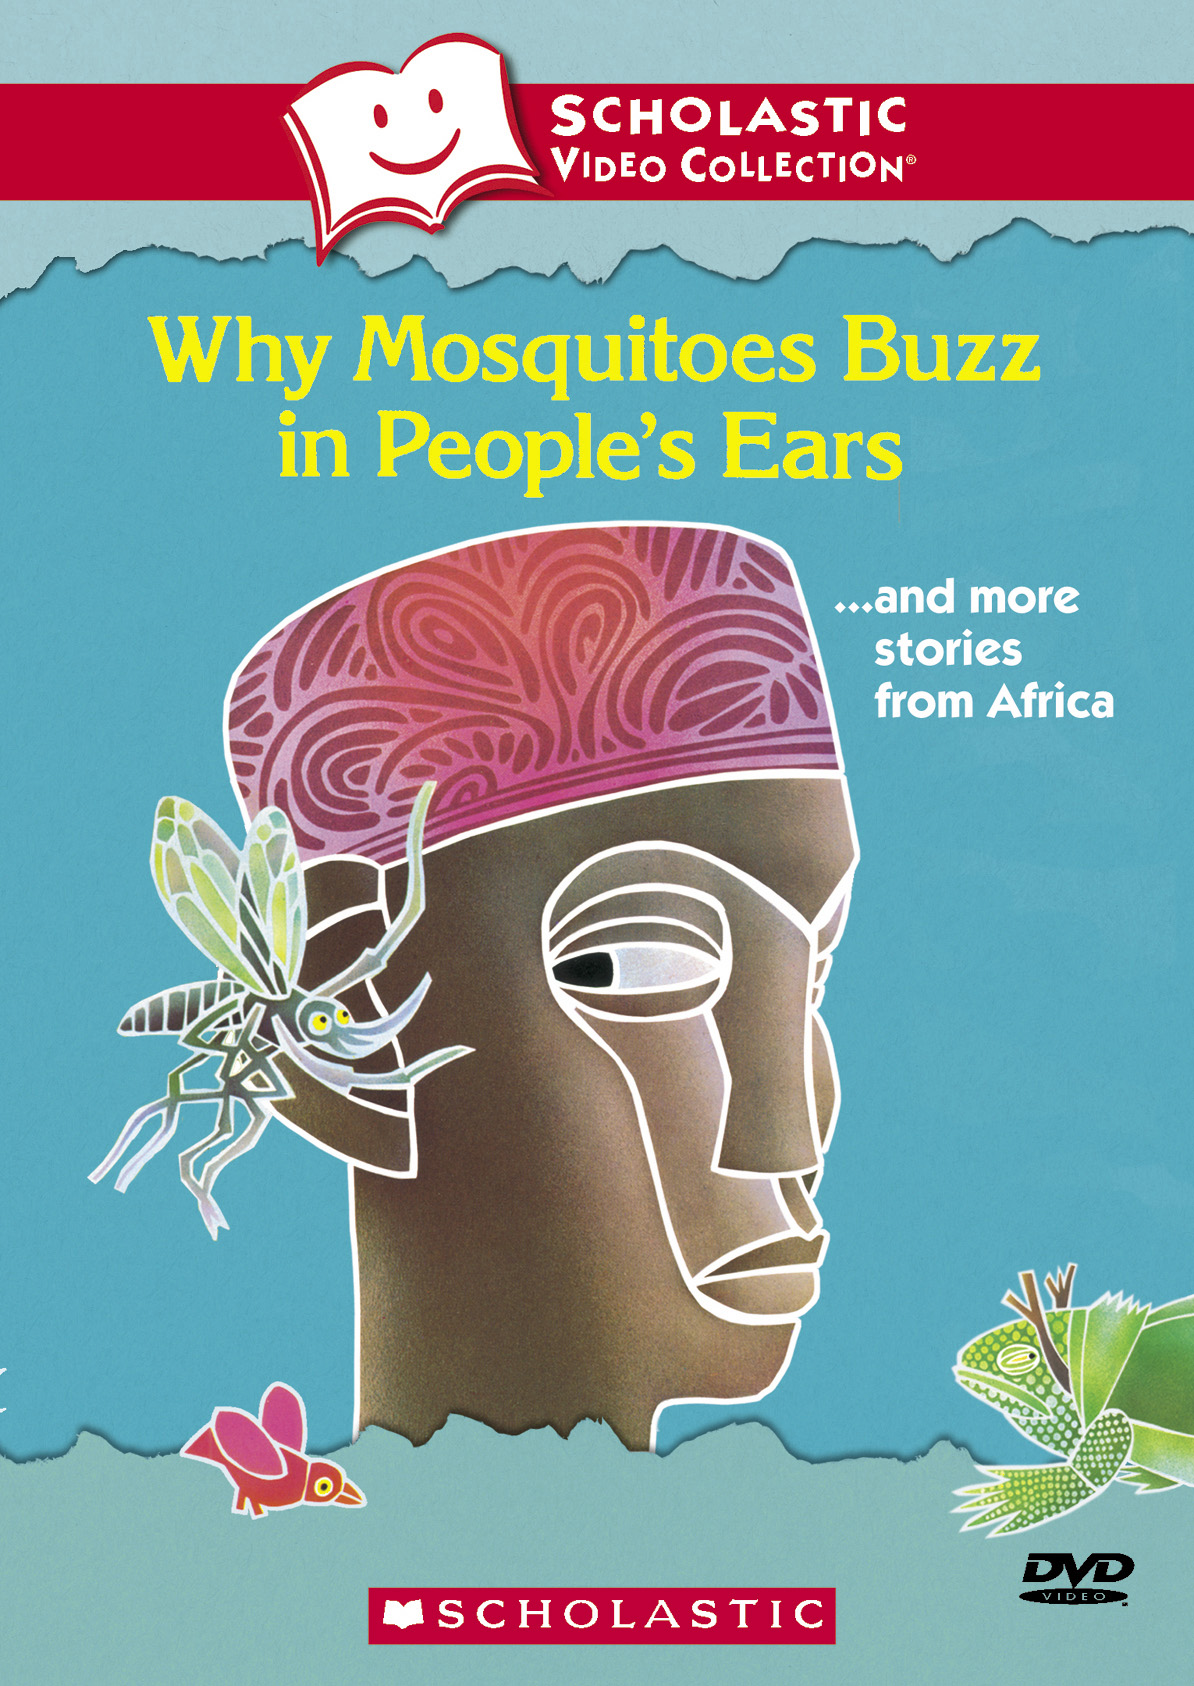 SCHOLASTIC
VIDEO COLLECTION®
Why Mosquitoes Buzz
in People's Ears
...and more
stories
from Africa
DVD
VIDEO
SCHOLASTIC